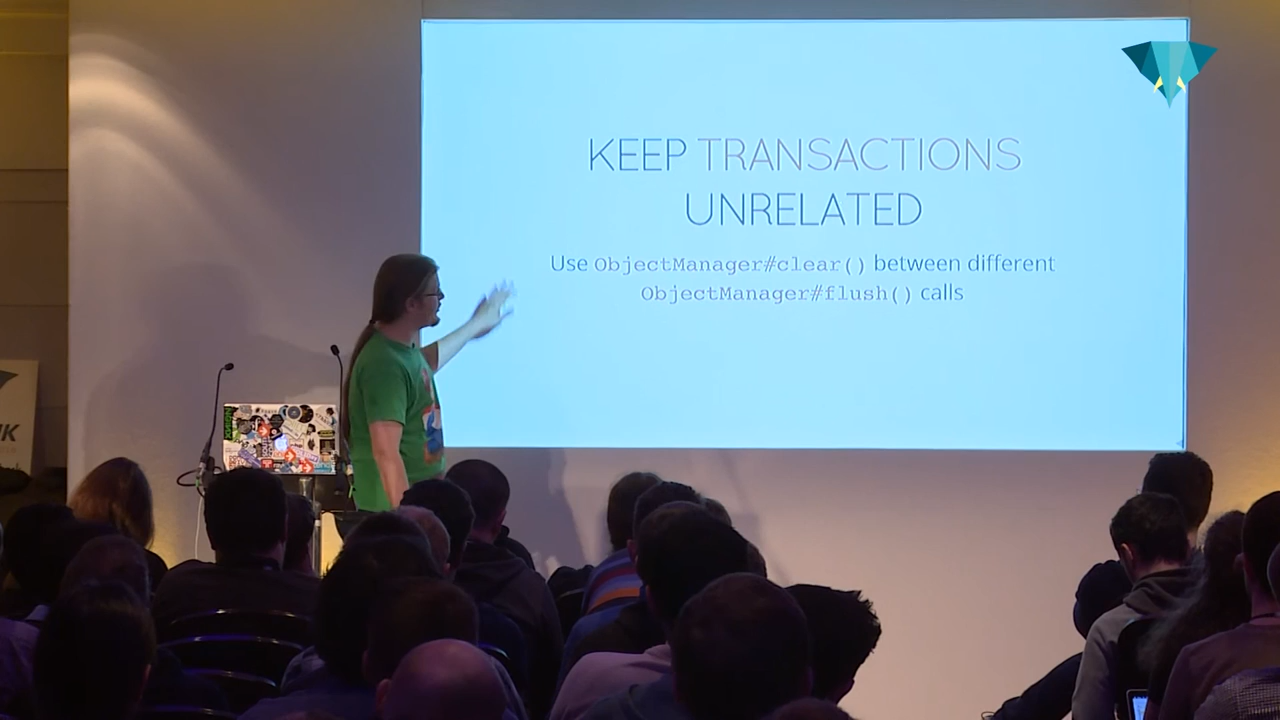 KEEP TRANSACTIONS
UNRELATED
Use ObjectManager#clear() between different
ObjectManager#flush() calls